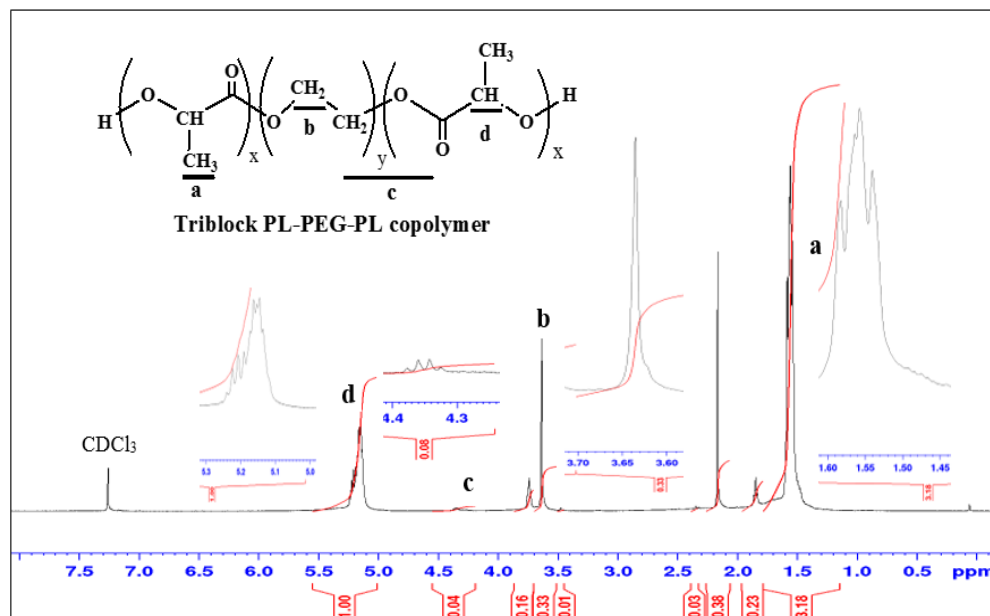 CH₃
O
O
CH₂
O
CH
H
O
H
CH
O
b
CH₂
O
d
O
CH₃
x
y
x
a
c
Triblock PL-PEG-PL copolymer
a
b
d
4.4 4.3
CDCl₃
0.08
5.3 5.2 5.1 5.0
3.70 3.65 3.60
1.60 1.55 1.50 1.45
0.33
3.18
c
7.5 7.0 6.5 6.0 5.5 5.0 4.5 4.0 3.5 3.0 2.5 2.0 1.5 1.0 0.5 ppm
1.00 0.04 0.16 0.33 0.01 0.03 0.38 0.23 3.18